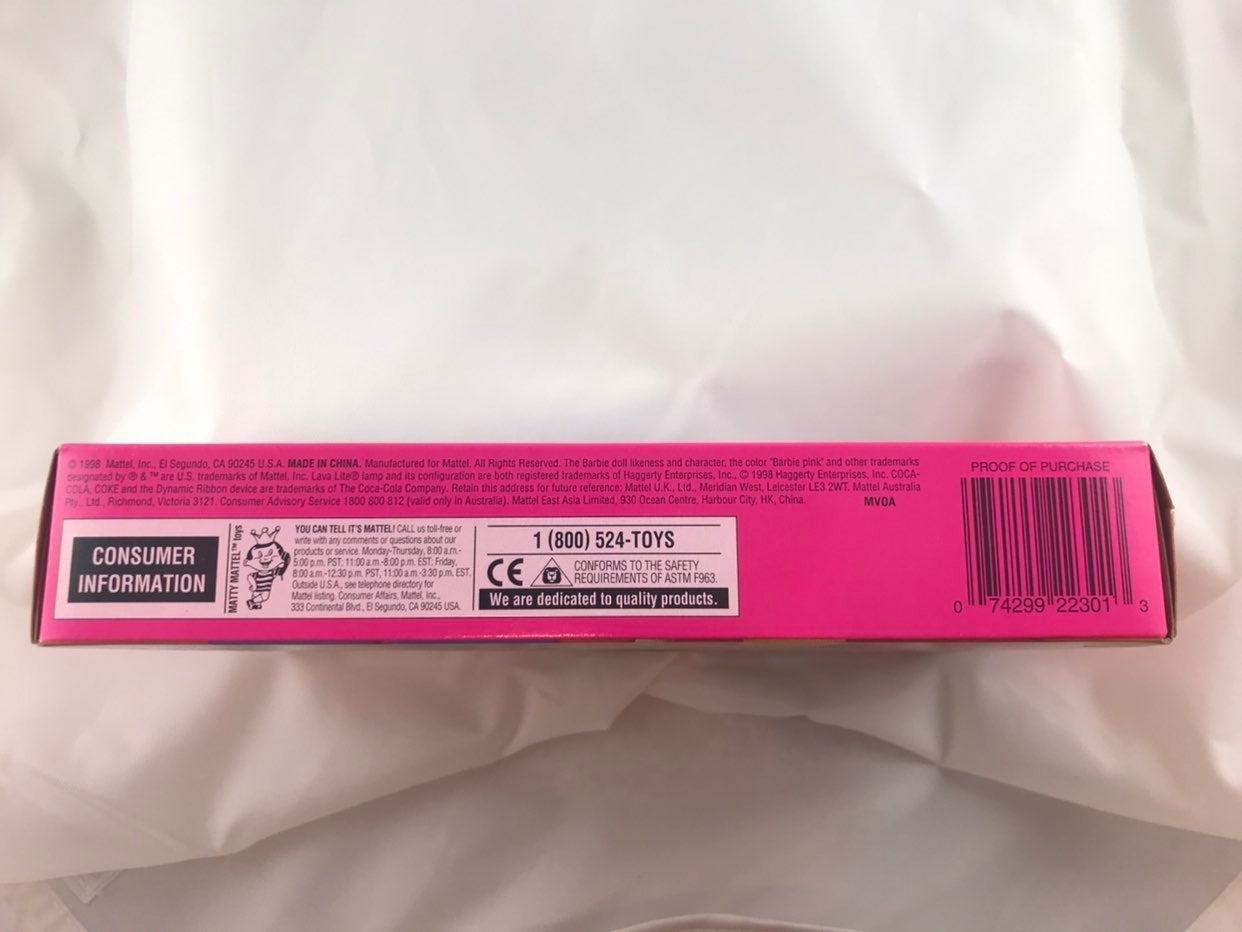 © 1998 Mattel, Inc., El Segundo, CA 90245 U.S.A. MADE IN CHINA. Manufactured for Mattel. All Rights Reserved. The Barbie doll likeness and character, the color "Barbie pink" and other trademarks
designated by ® & ™ are U.S. trademarks of Mattel, Inc. Lava Lite® lamp and its configuration are both registered trademarks of Haggerty Enterprises, Inc., © 1998 Haggerty Enterprises, Inc. COCA-
COLA, COKE and the Dynamic Ribbon device are trademarks of The Coca-Cola Company. Retain this address for future reference: Mattel U.K., Ltd., Meridian West, Leicester LE3 2WT. Mattel Australia
Pty., Ltd., Richmond, Victoria 3121. Consumer Advisory Service 1800 800 812 (valid only in Australia). Mattel East Asia Limited, 930 Ocean Centre, Harbour City, HK, China.
MVOA
CONSUMER
INFORMATION
MATTY MATTEL™ toys
YOU CAN TELL IT'S MATTEL! CALL us toll-free or
write with any comments or questions about our
products or service. Monday-Thursday, 8:00 a.m.-
5:00 p.m. PST; 11:00 a.m.-8:00 p.m. EST; Friday,
8:00 a.m.-12:30 p.m. PST, 11:00 a.m.-3:30 p.m. EST.
Outside U.S.A., see telephone directory for
Mattel listing. Consumer Affairs, Mattel, Inc.,
333 Continental Blvd., El Segundo, CA 90245 USA.
1 (800) 524-TOYS
CE
CONFORMS TO THE SAFETY
REQUIREMENTS OF ASTM F963.
We are dedicated to quality products.
PROOF OF PURCHASE
0 74299 22301 3